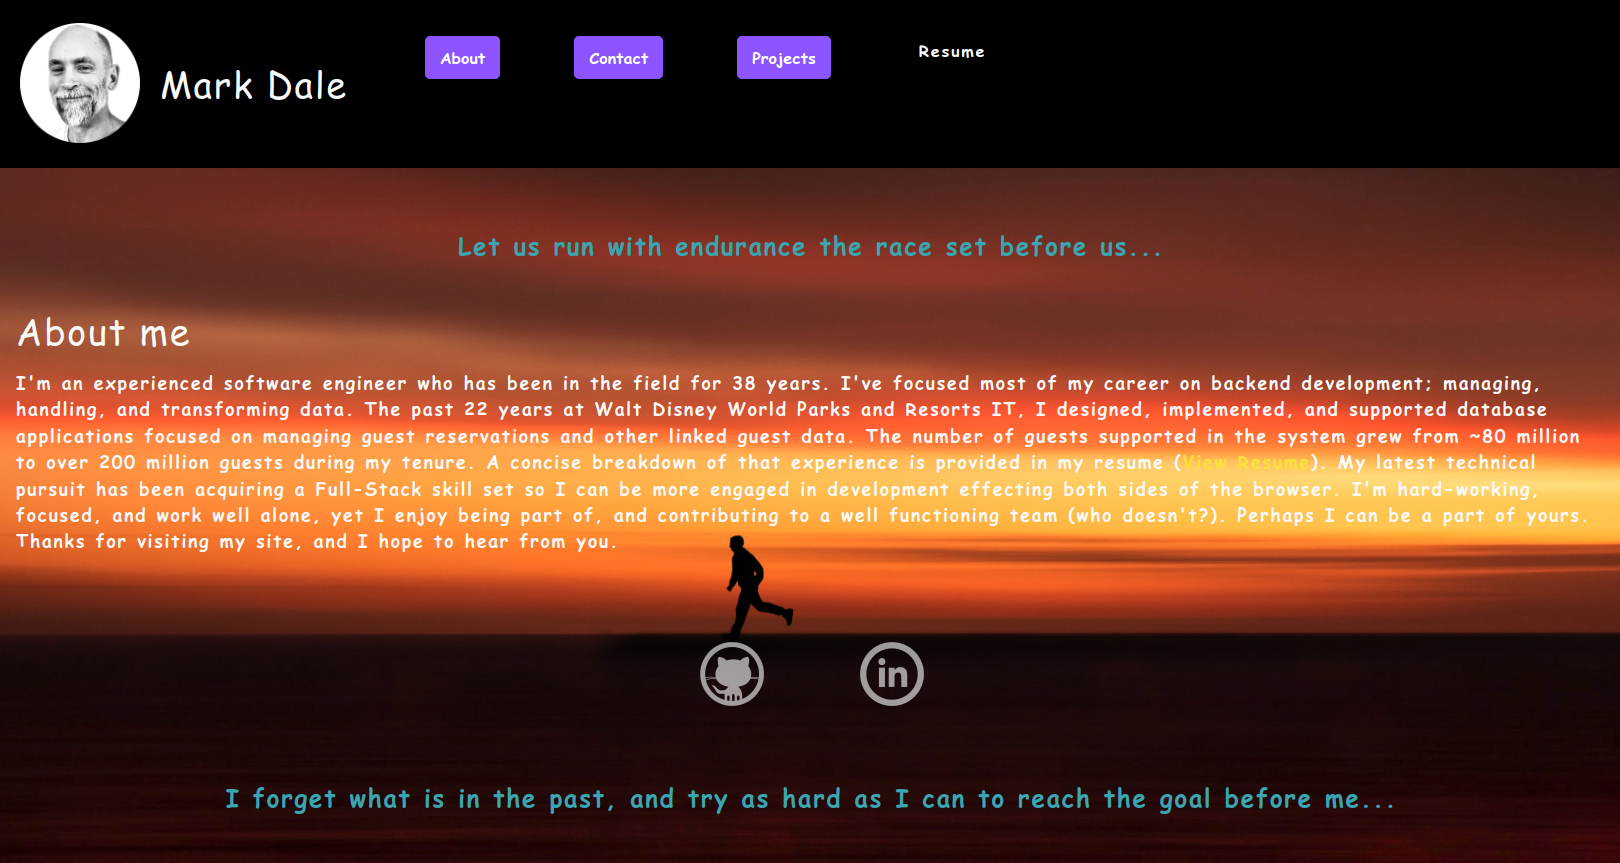 Mark Dale
About
Contact
Projects
Resume
Let us run with endurance the race set before us...
About me
I'm an experienced software engineer who has been in the field for 38 years. I've focused most of my career on backend development; managing,
handling, and transforming data. The past 22 years at Walt Disney World Parks and Resorts IT, I designed, implemented, and supported database
applications focused on managing guest reservations and other linked guest data. The number of guests supported in the system grew from ~80 million
to over 200 million guests during my tenure. A concise breakdown of that experience is provided in my resume (View Resume). My latest technical
pursuit has been acquiring a Full-Stack skill set so I can be more engaged in development effecting both sides of the browser. I'm hard-working,
focused, and work well alone, yet I enjoy being part of, and contributing to a well functioning team (who doesn't?). Perhaps I can be a part of yours.
Thanks for visiting my site, and I hope to hear from you.
in
I forget what is in the past, and try as hard as I can to reach the goal before me...